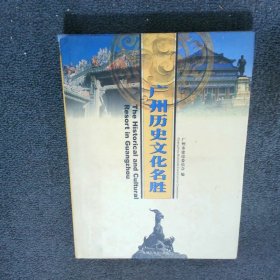 广州历史文化名胜
The Historical and Cultural
Resort in Guangzhou